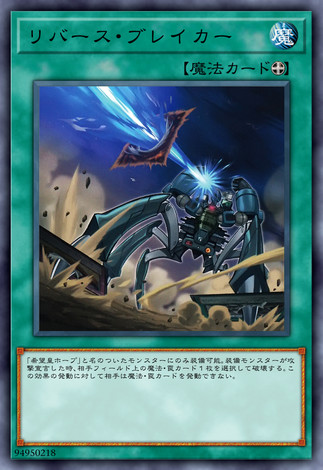 リバース・ブレイカー
魔
【魔法カード】
「希望皇ホープ」と名のついたモンスターにのみ装備可能。装備モンスターが攻
撃宣言した時、相手フィールド上の魔法・罠カード1枚を選択して破壊する。こ
の効果の発動に対して相手は魔法・罠カードを発動できない。
94950218